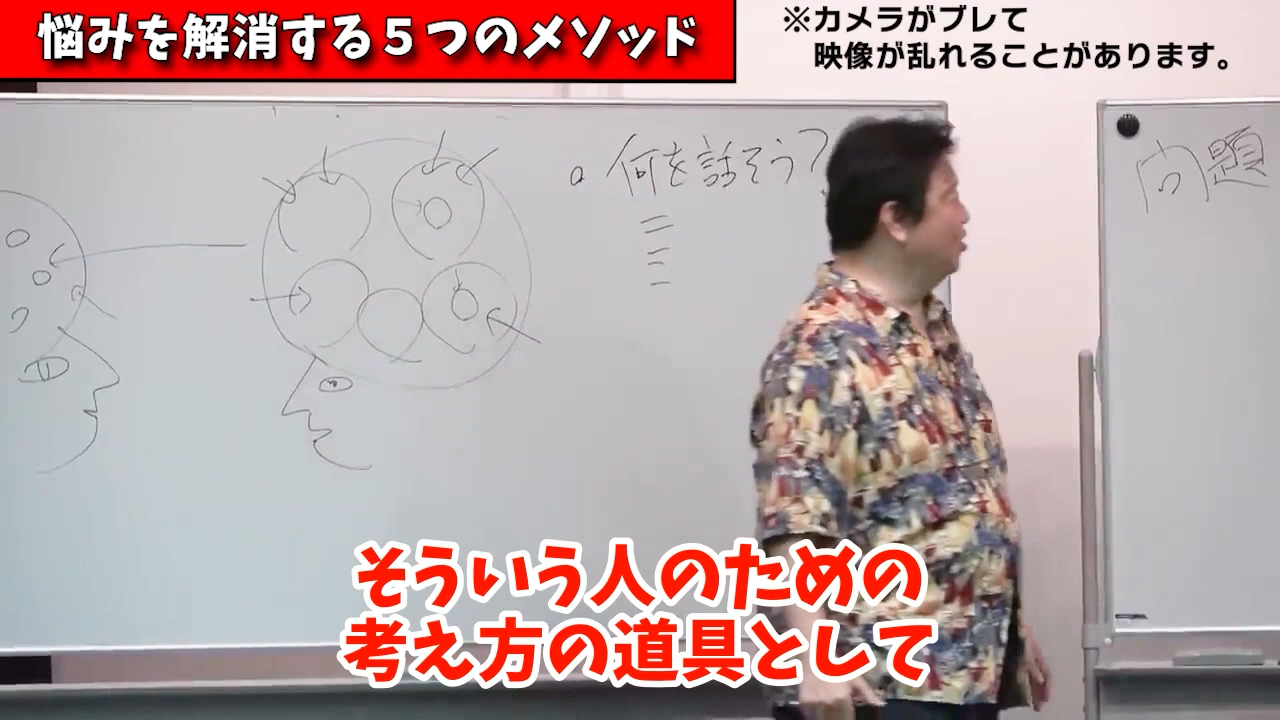 悩みを解消する５つのメソッド
※カメラがブレて
映像が乱れることがあります。
。何を話そう?
問題
そういう人のための
考え方の道具として